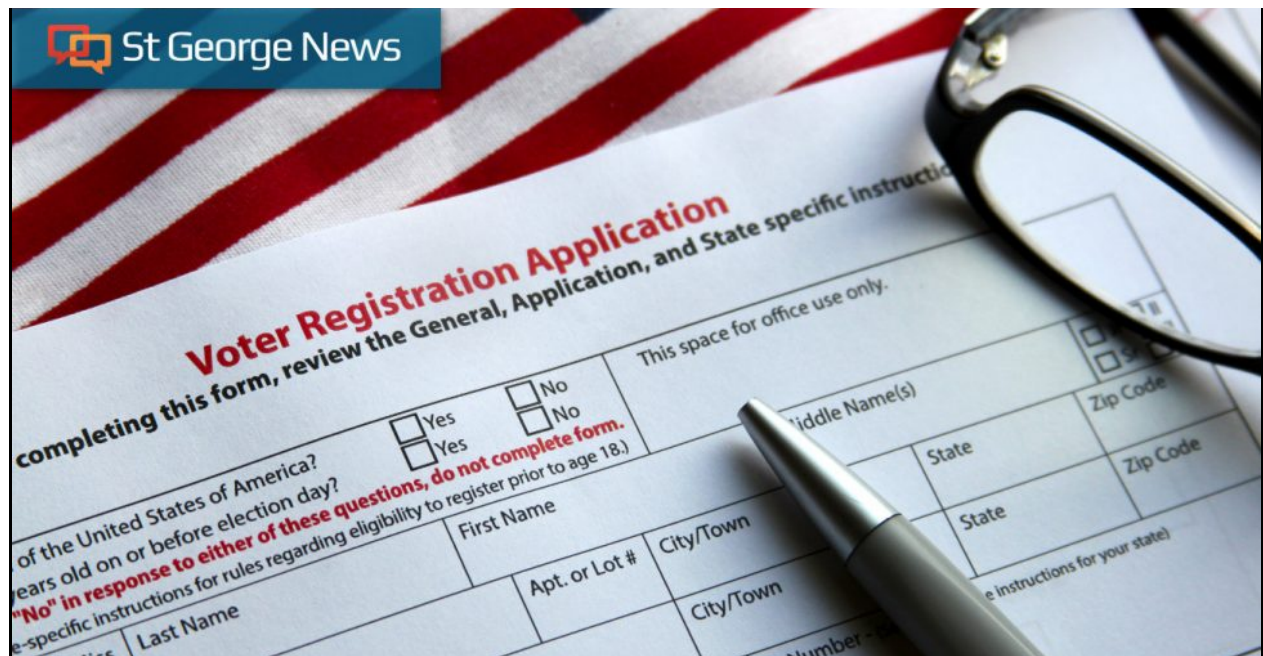 St George News
Voter Registration Application
completing this form, review the General, Application, and State specific
of the United States of America? Yes No
years old on or before election day? Yes No
"No" in response to either of these questions, do not complete form.
-specific instructions for rules regarding eligibility to register prior to age 18.)
This space for office use only.
Last Name
First Name
Middle Name(s)
Apt. or Lot #
City/Town
State
Zip Code
City/Town
State
Zip Code
instructions for your state)
Number -